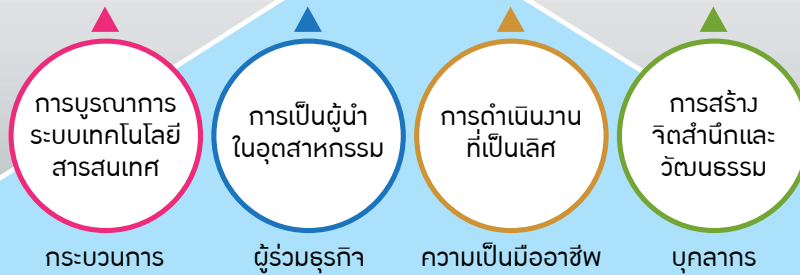 การบูรณาการ
ระบบเทคโนโลยี
สารสนเทศ
การเป็นผู้นำ
ในอุตสาหกรรม
การดำเนินงาน
ที่เป็นเลิศ
การสร้าง
จิตสำนึกและ
วัฒนธรรม
กระบวนการ
ผู้ร่วมธุรกิจ
ความเป็นมืออาชีพ
บุคลากร